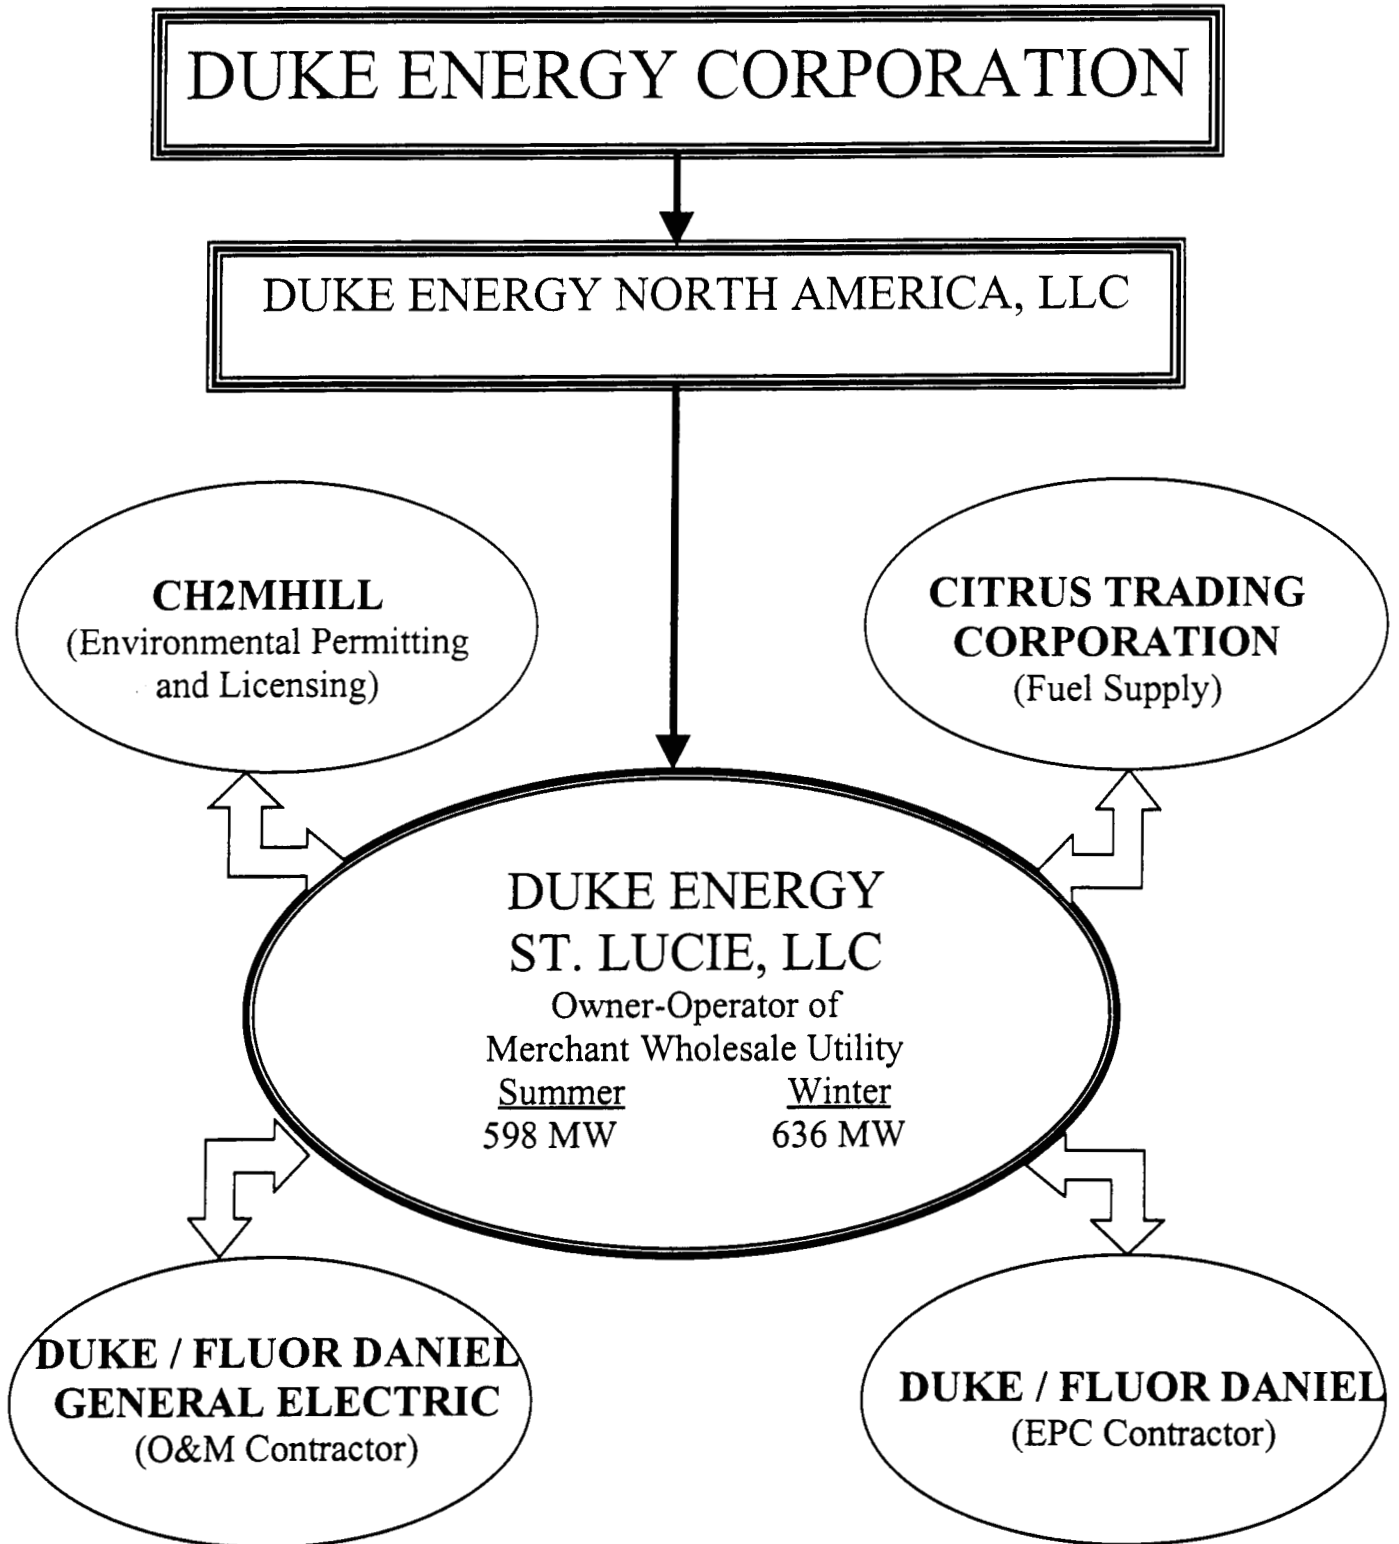 DUKE ENERGY CORPORATION
DUKE ENERGY NORTH AMERICA, LLC
CH2MHILL
(Environmental Permitting
and Licensing)
CITRUS TRADING
CORPORATION
(Fuel Supply)
DUKE ENERGY
ST. LUCIE, LLC
Owner-Operator of
Merchant Wholesale Utility
Summer Winter
598 MW 636 MW
DUKE / FLUOR DANIEL
GENERAL ELECTRIC
(O&M Contractor)
DUKE / FLUOR DANIEL
(EPC Contractor)